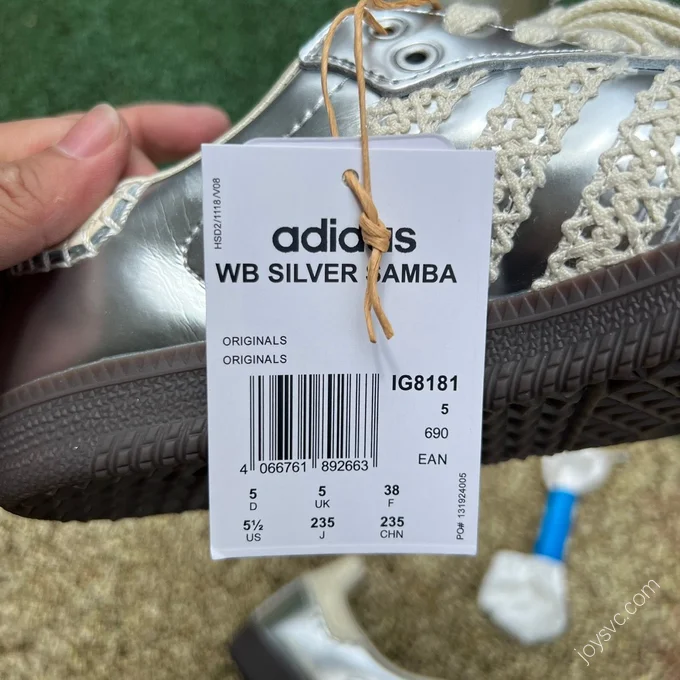 HSD2/1118/V08
adidas
WB SILVER SAMBA
ORIGINALS
ORIGINALS
IG8181
5
690
EAN
4 066761 892663
5 5 38
D UK F
5½ 235 235
US J CHN
PO# 131924005
joysvc.com